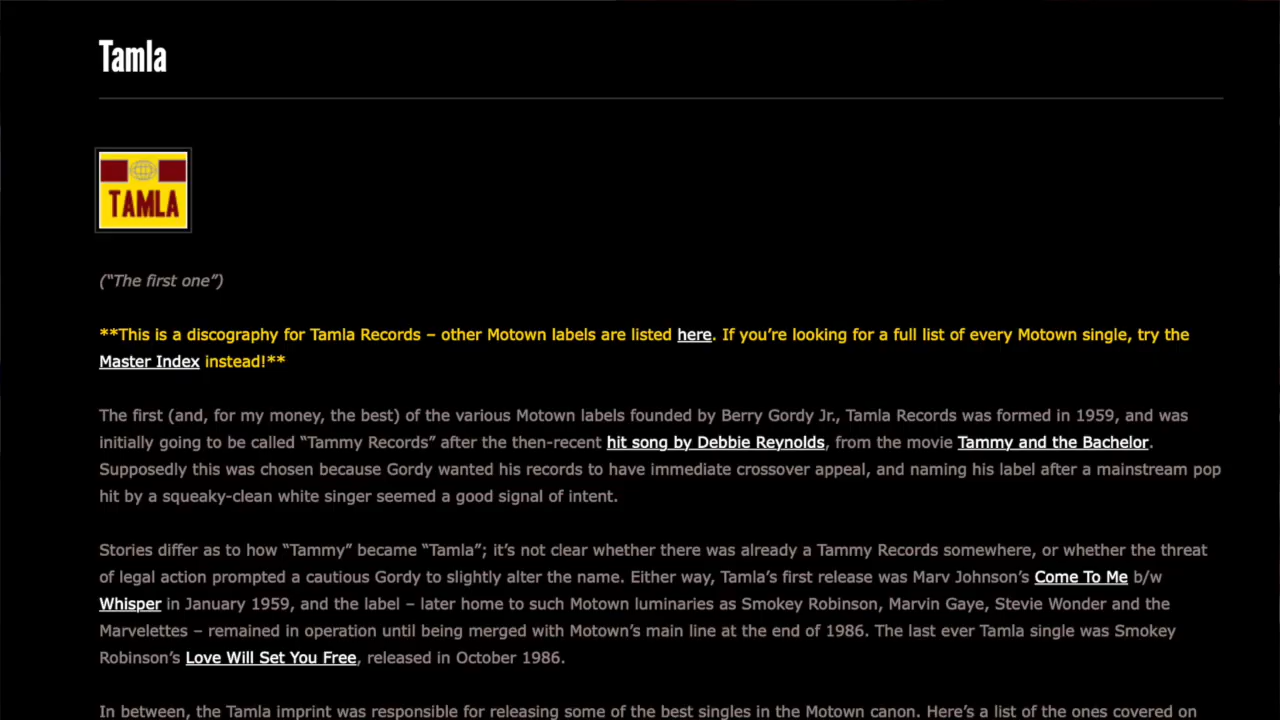 Tamla
TAMLA
(“The first one”)
**This is a discography for Tamla Records – other Motown labels are listed here. If you’re looking for a full list of every Motown single, try the
Master Index instead!**
The first (and, for my money, the best) of the various Motown labels founded by Berry Gordy Jr., Tamla Records was formed in 1959, and was
initially going to be called “Tammy Records” after the then-recent hit song by Debbie Reynolds, from the movie Tammy and the Bachelor.
Supposedly this was chosen because Gordy wanted his records to have immediate crossover appeal, and naming his label after a mainstream pop
hit by a squeaky-clean white singer seemed a good signal of intent.
Stories differ as to how “Tammy” became “Tamla”; it’s not clear whether there was already a Tammy Records somewhere, or whether the threat
of legal action prompted a cautious Gordy to slightly alter the name. Either way, Tamla’s first release was Marv Johnson’s Come To Me b/w
Whisper in January 1959, and the label – later home to such Motown luminaries as Smokey Robinson, Marvin Gaye, Stevie Wonder and the
Marvelettes – remained in operation until being merged with Motown’s main line at the end of 1986. The last ever Tamla single was Smokey
Robinson’s Love Will Set You Free, released in October 1986.
In between, the Tamla imprint was responsible for releasing some of the best singles in the Motown canon. Here’s a list of the ones covered on